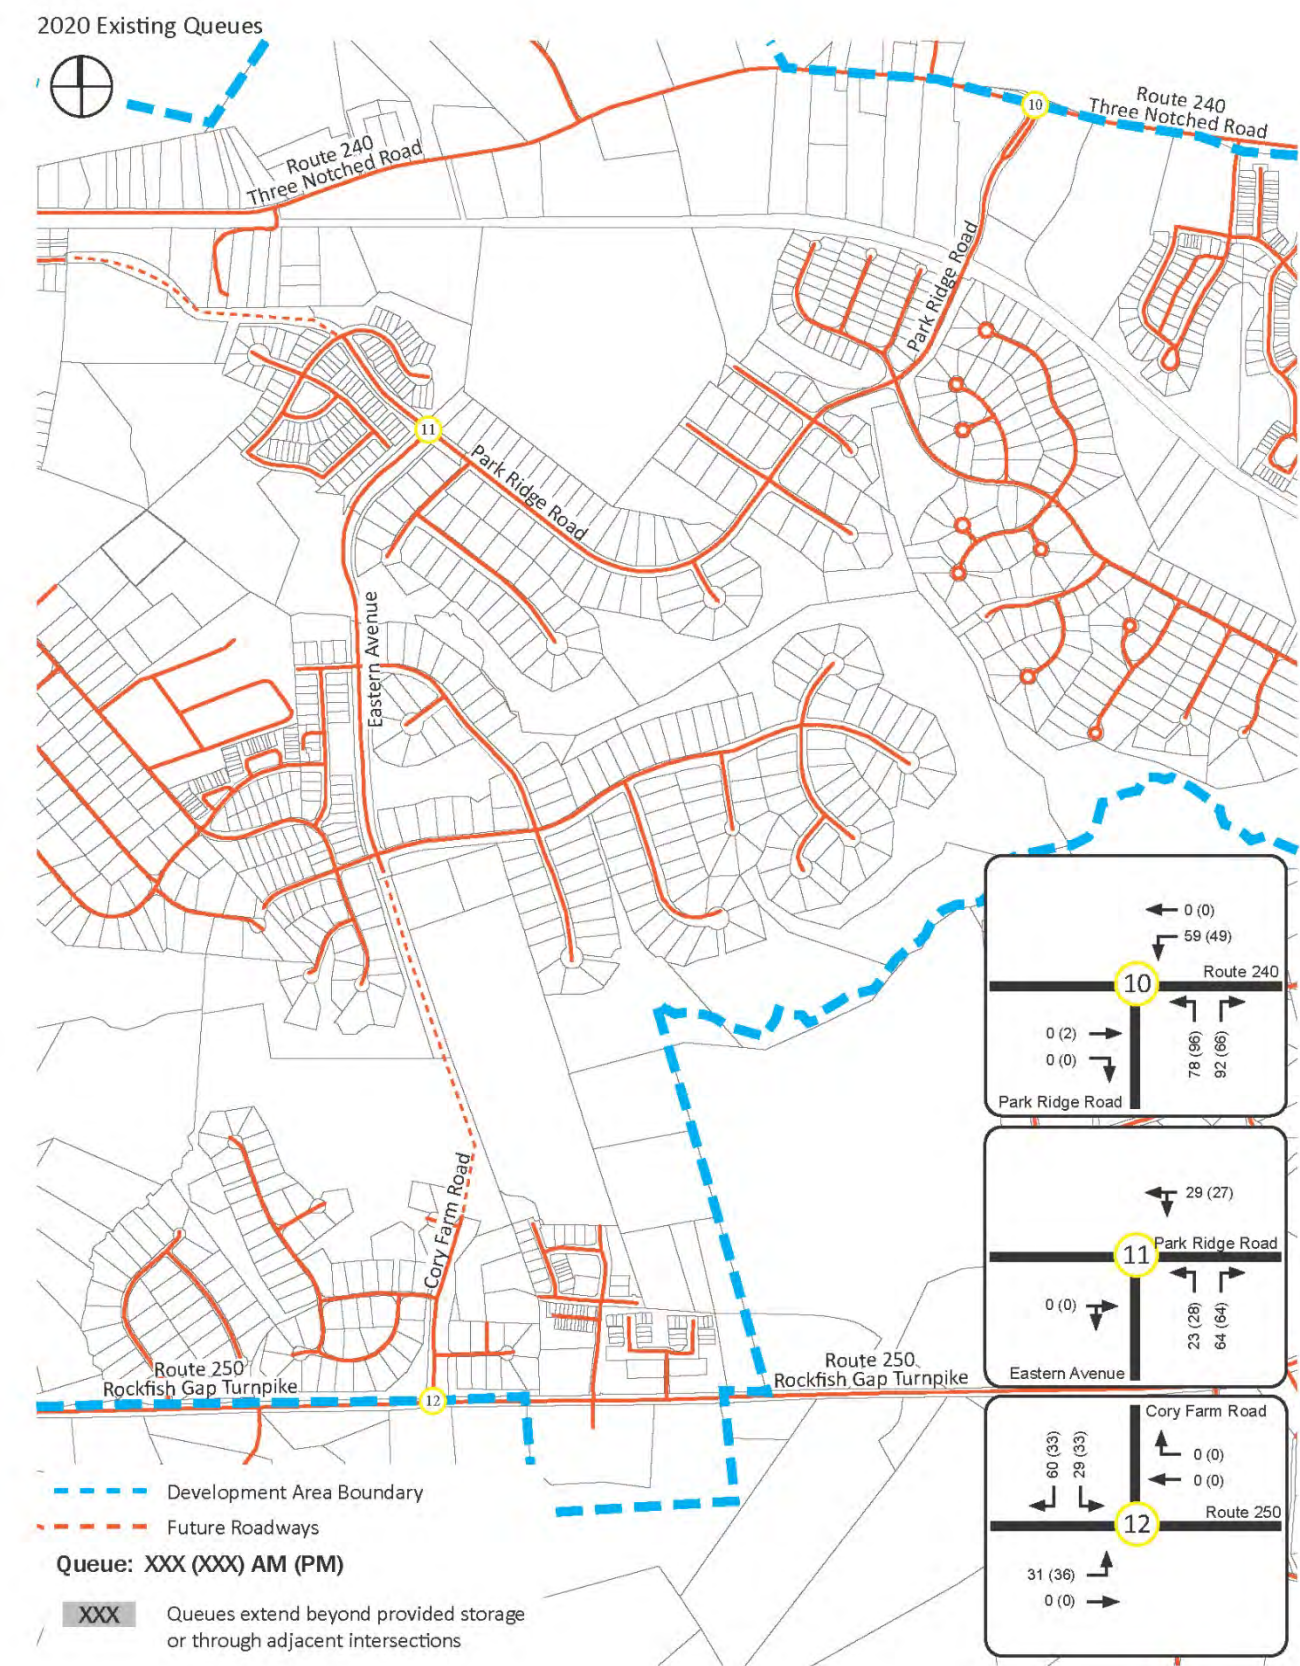 2020 Existing Queues
Route 240
Three Notched Road
10
Route 240
Three Notched Road
Park Ridge Road
11
Park Ridge Road
Eastern Avenue
Cory Farm Road
Route 250
Rockfish Gap Turnpike
12
Route 250
Rockfish Gap Turnpike
0 (0)
59 (49)
Route 240
10
0 (2)
0 (0)
78 (96)
92 (66)
Park Ridge Road
29 (27)
Park Ridge Road
11
0 (0)
23 (28)
64 (64)
Eastern Avenue
Cory Farm Road
60 (33)
29 (33)
0 (0)
0 (0)
Route 250
12
31 (36)
0 (0)
Development Area Boundary
Future Roadways
Queue: XXX (XXX) AM (PM)
XXX
Queues extend beyond provided storage
or through adjacent intersections